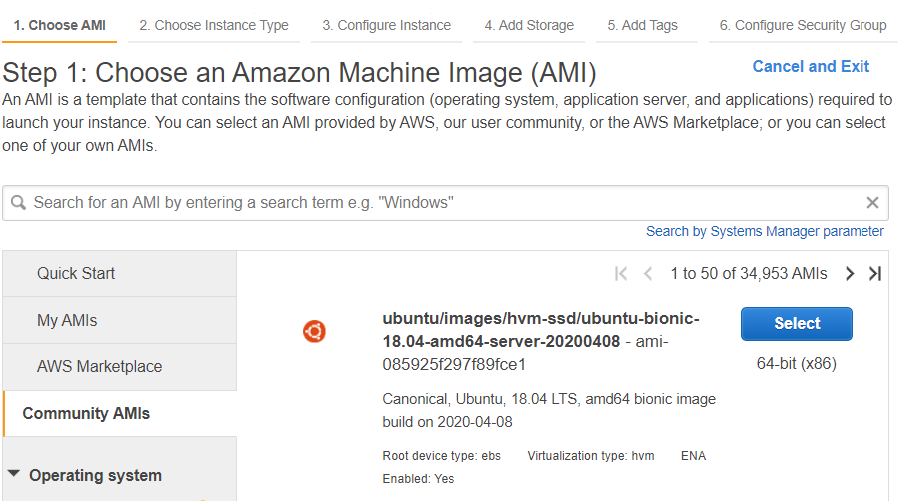 1. Choose AMI 2. Choose Instance Type 3. Configure Instance 4. Add Storage 5. Add Tags 6. Configure Security Group
Step 1: Choose an Amazon Machine Image (AMI)
Cancel and Exit
An AMI is a template that contains the software configuration (operating system, application server, and applications) required to
launch your instance. You can select an AMI provided by AWS, our user community, or the AWS Marketplace; or you can select
one of your own AMIs.
Search for an AMI by entering a search term e.g. "Windows"
Search by Systems Manager parameter
Quick Start
My AMIs
AWS Marketplace
Community AMIs
Operating system
1 to 50 of 34,953 AMIs
ubuntu/images/hvm-ssd/ubuntu-bionic-
18.04-amd64-server-20200408 - ami-
085925f297f89fce1
Select
64-bit (x86)
Canonical, Ubuntu, 18.04 LTS, amd64 bionic image
build on 2020-04-08
Root device type: ebs Virtualization type: hvm ENA
Enabled: Yes